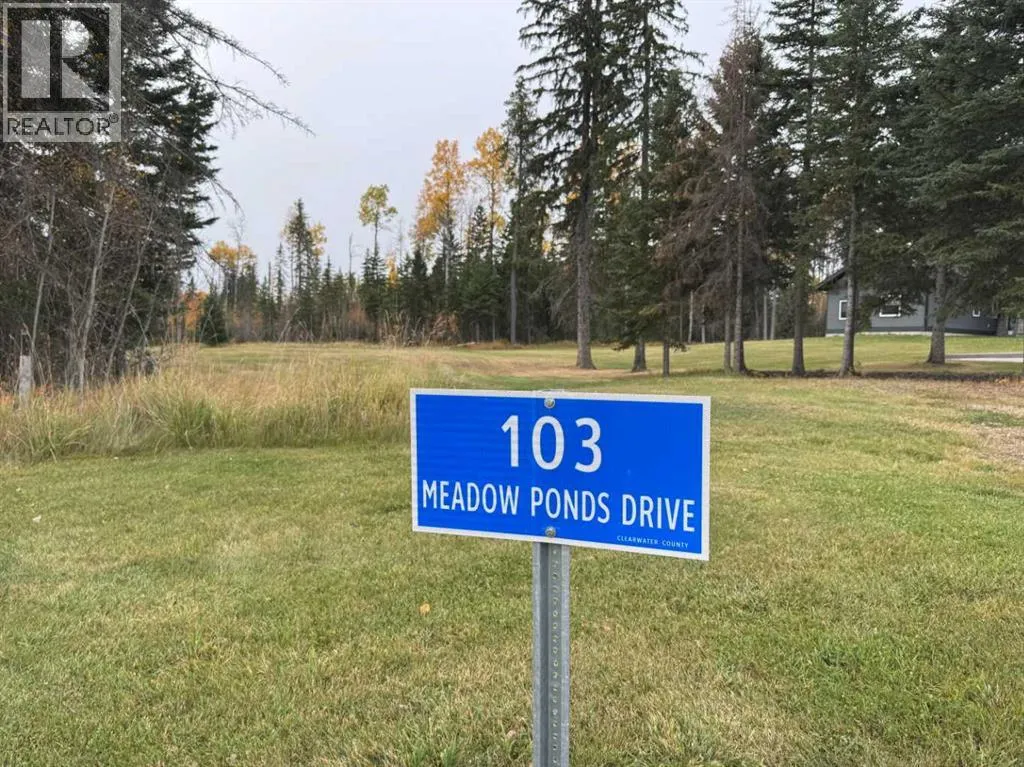 R
REALTOR®
103
MEADOW PONDS DRIVE
CLEARWATER COUNTY